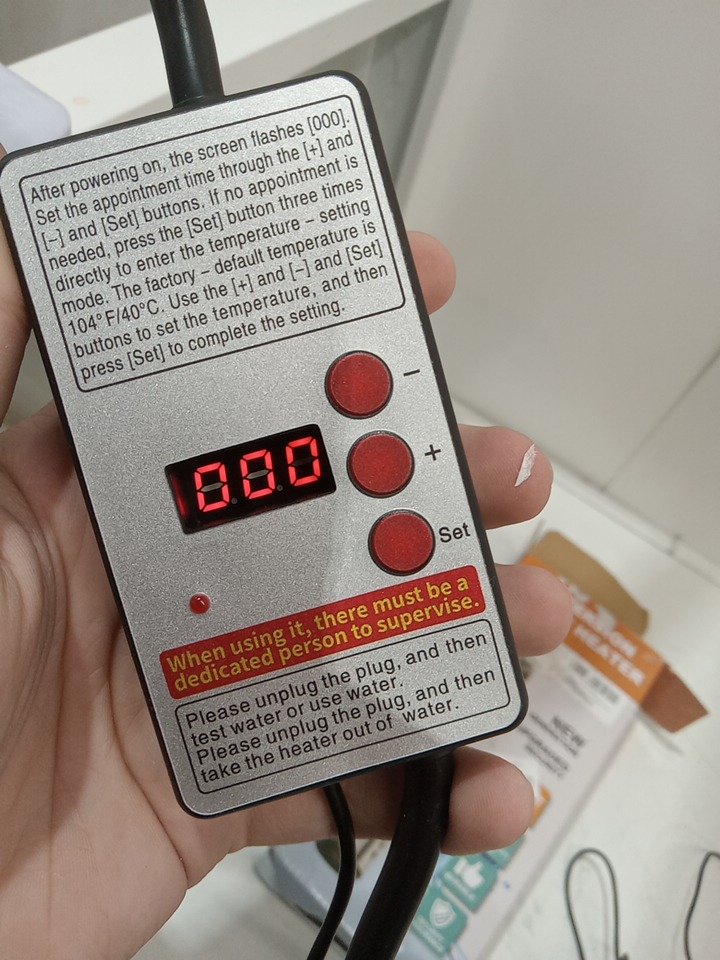 After powering on, the screen flashes [000].
Set the appointment time through the [+] and
[–] and [Set] buttons. If no appointment is
needed, press the [Set] button three times
directly to enter the temperature – setting
mode. The factory – default temperature is
104°F/40°C. Use the [+] and [–] and [Set]
buttons to set the temperature, and then
press [Set] to complete the setting.
–
+
000
Set
When using it, there must be a
dedicated person to supervise.
Please unplug the plug, and then
test water or use water.
Please unplug the plug, and then
take the heater out of water.
HEATER
NEW